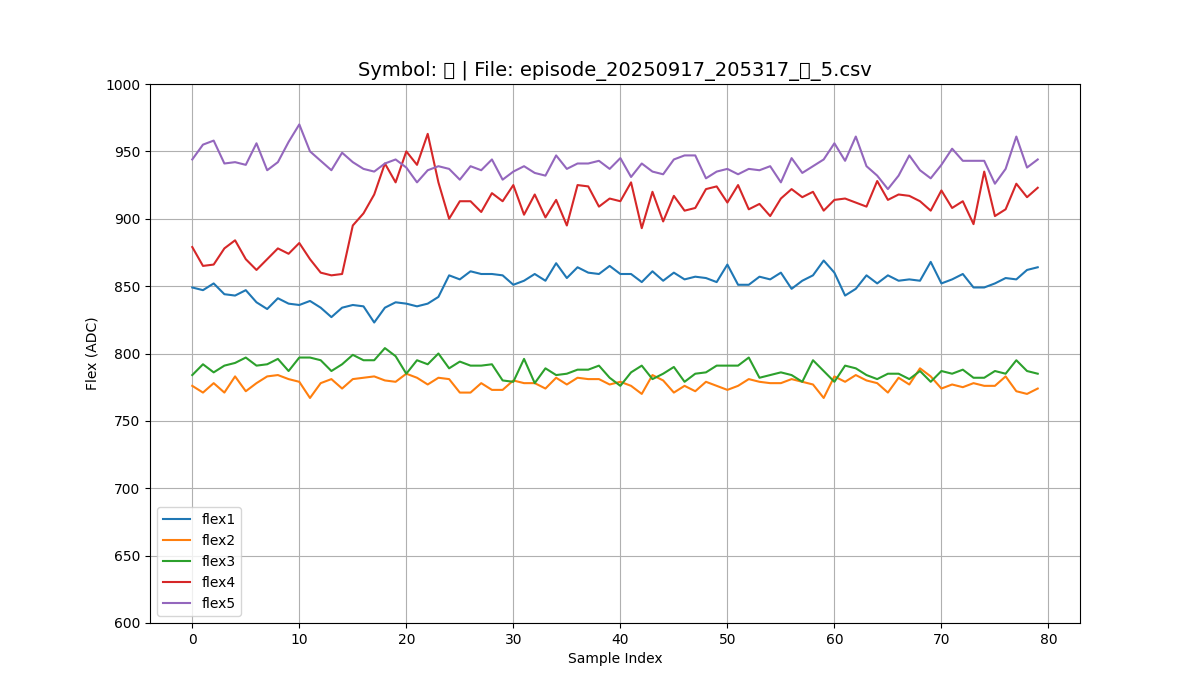 Symbol: | File: episode_20250917_205317_ _5.csv
1000
950
900
850
800
750
700
650
600
Flex (ADC)
flex1
flex2
flex3
flex4
flex5
0 10 20 30 40 50 60 70 80
Sample Index